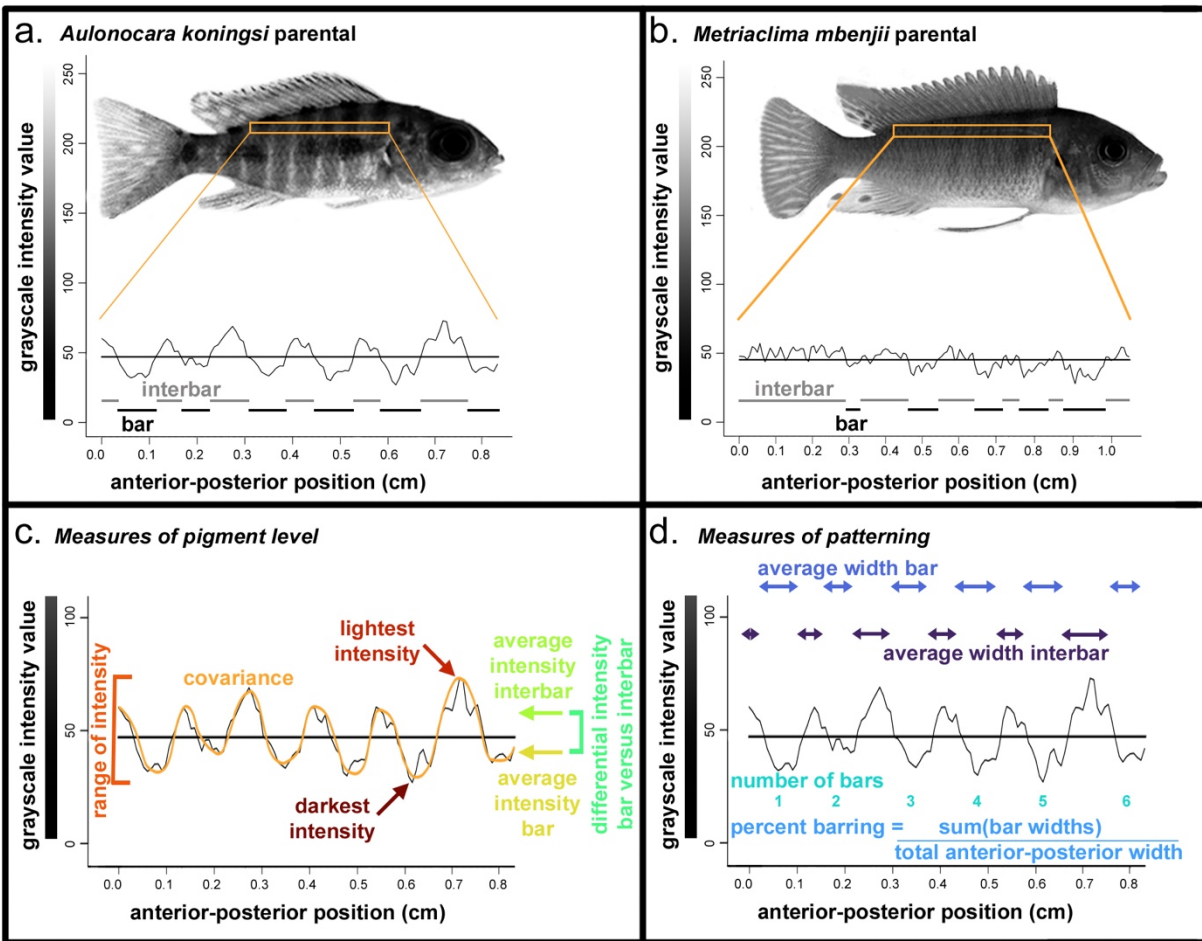 a. Aulonocara koningsi parental
grayscale intensity value
250
200
150
100
50
0
interbar
bar
0.0 0.1 0.2 0.3 0.4 0.5 0.6 0.7 0.8
anterior-posterior position (cm)
b. Metriaclima mbenjii parental
grayscale intensity value
250
200
150
100
50
0
interbar
bar
0.0 0.1 0.2 0.3 0.4 0.5 0.6 0.7 0.8 0.9 1.0
anterior-posterior position (cm)
c. Measures of pigment level
grayscale intensity value
100
50
0
range of intensity
covariance
lightest
intensity
darkest
intensity
average
intensity
interbar
average
intensity
bar
differential intensity
bar versus interbar
0.0 0.1 0.2 0.3 0.4 0.5 0.6 0.7 0.8
anterior-posterior position (cm)
d. Measures of patterning
grayscale intensity value
100
50
0
average width bar
average width interbar
number of bars
1 2 3 4 5 6
percent barring = sum(bar widths)
total anterior-posterior width
0.0 0.1 0.2 0.3 0.4 0.5 0.6 0.7 0.8
anterior-posterior position (cm)